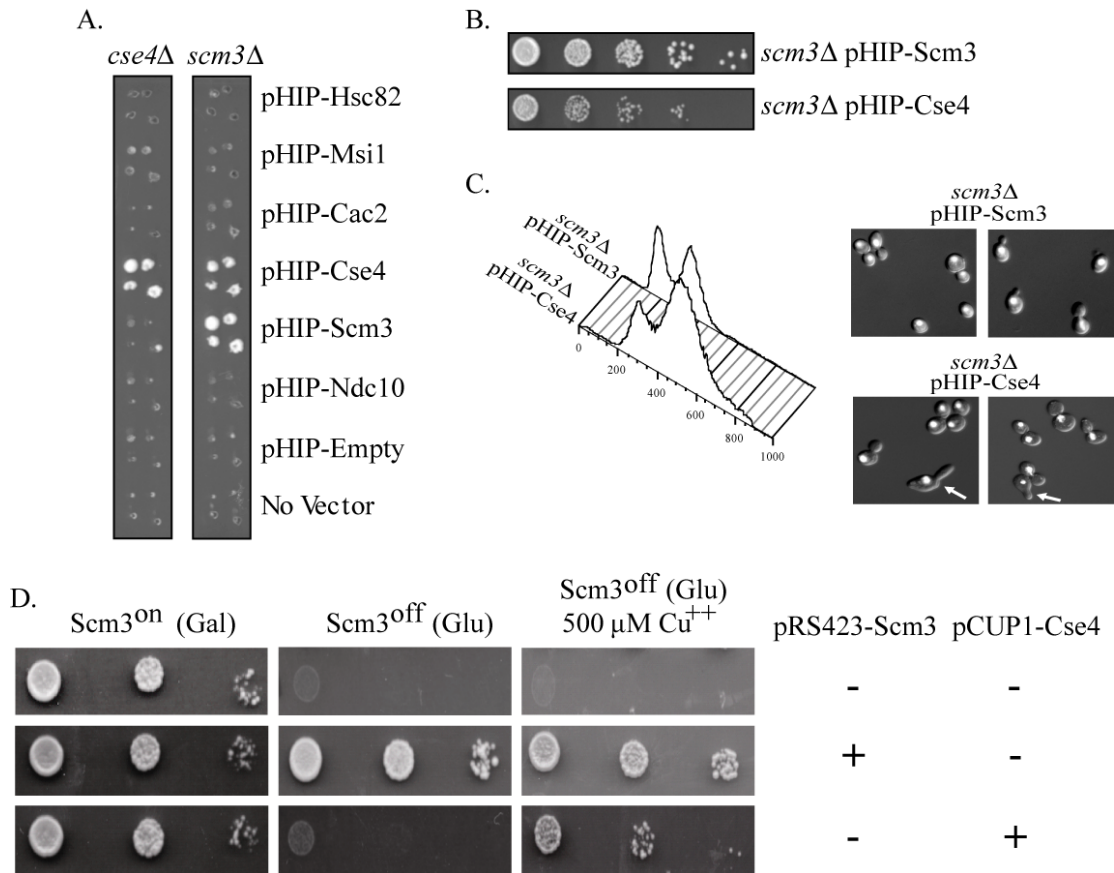 A.
cse4Δ scm3Δ
pHIP-Hsc82
pHIP-Msi1
pHIP-Cac2
pHIP-Cse4
pHIP-Scm3
pHIP-Ndc10
pHIP-Empty
No Vector
B.
scm3Δ pHIP-Scm3
scm3Δ pHIP-Cse4
C.
scm3Δ
pHIP-Scm3
scm3Δ
pHIP-Cse4
0
200
400
600
800
1000
scm3Δ
pHIP-Scm3
scm3Δ
pHIP-Cse4
D.
Scm3on (Gal)
Scm3off (Glu)
Scm3off (Glu)
500 µM Cu++
pRS423-Scm3 pCUP1-Cse4
- -
+ -
- +